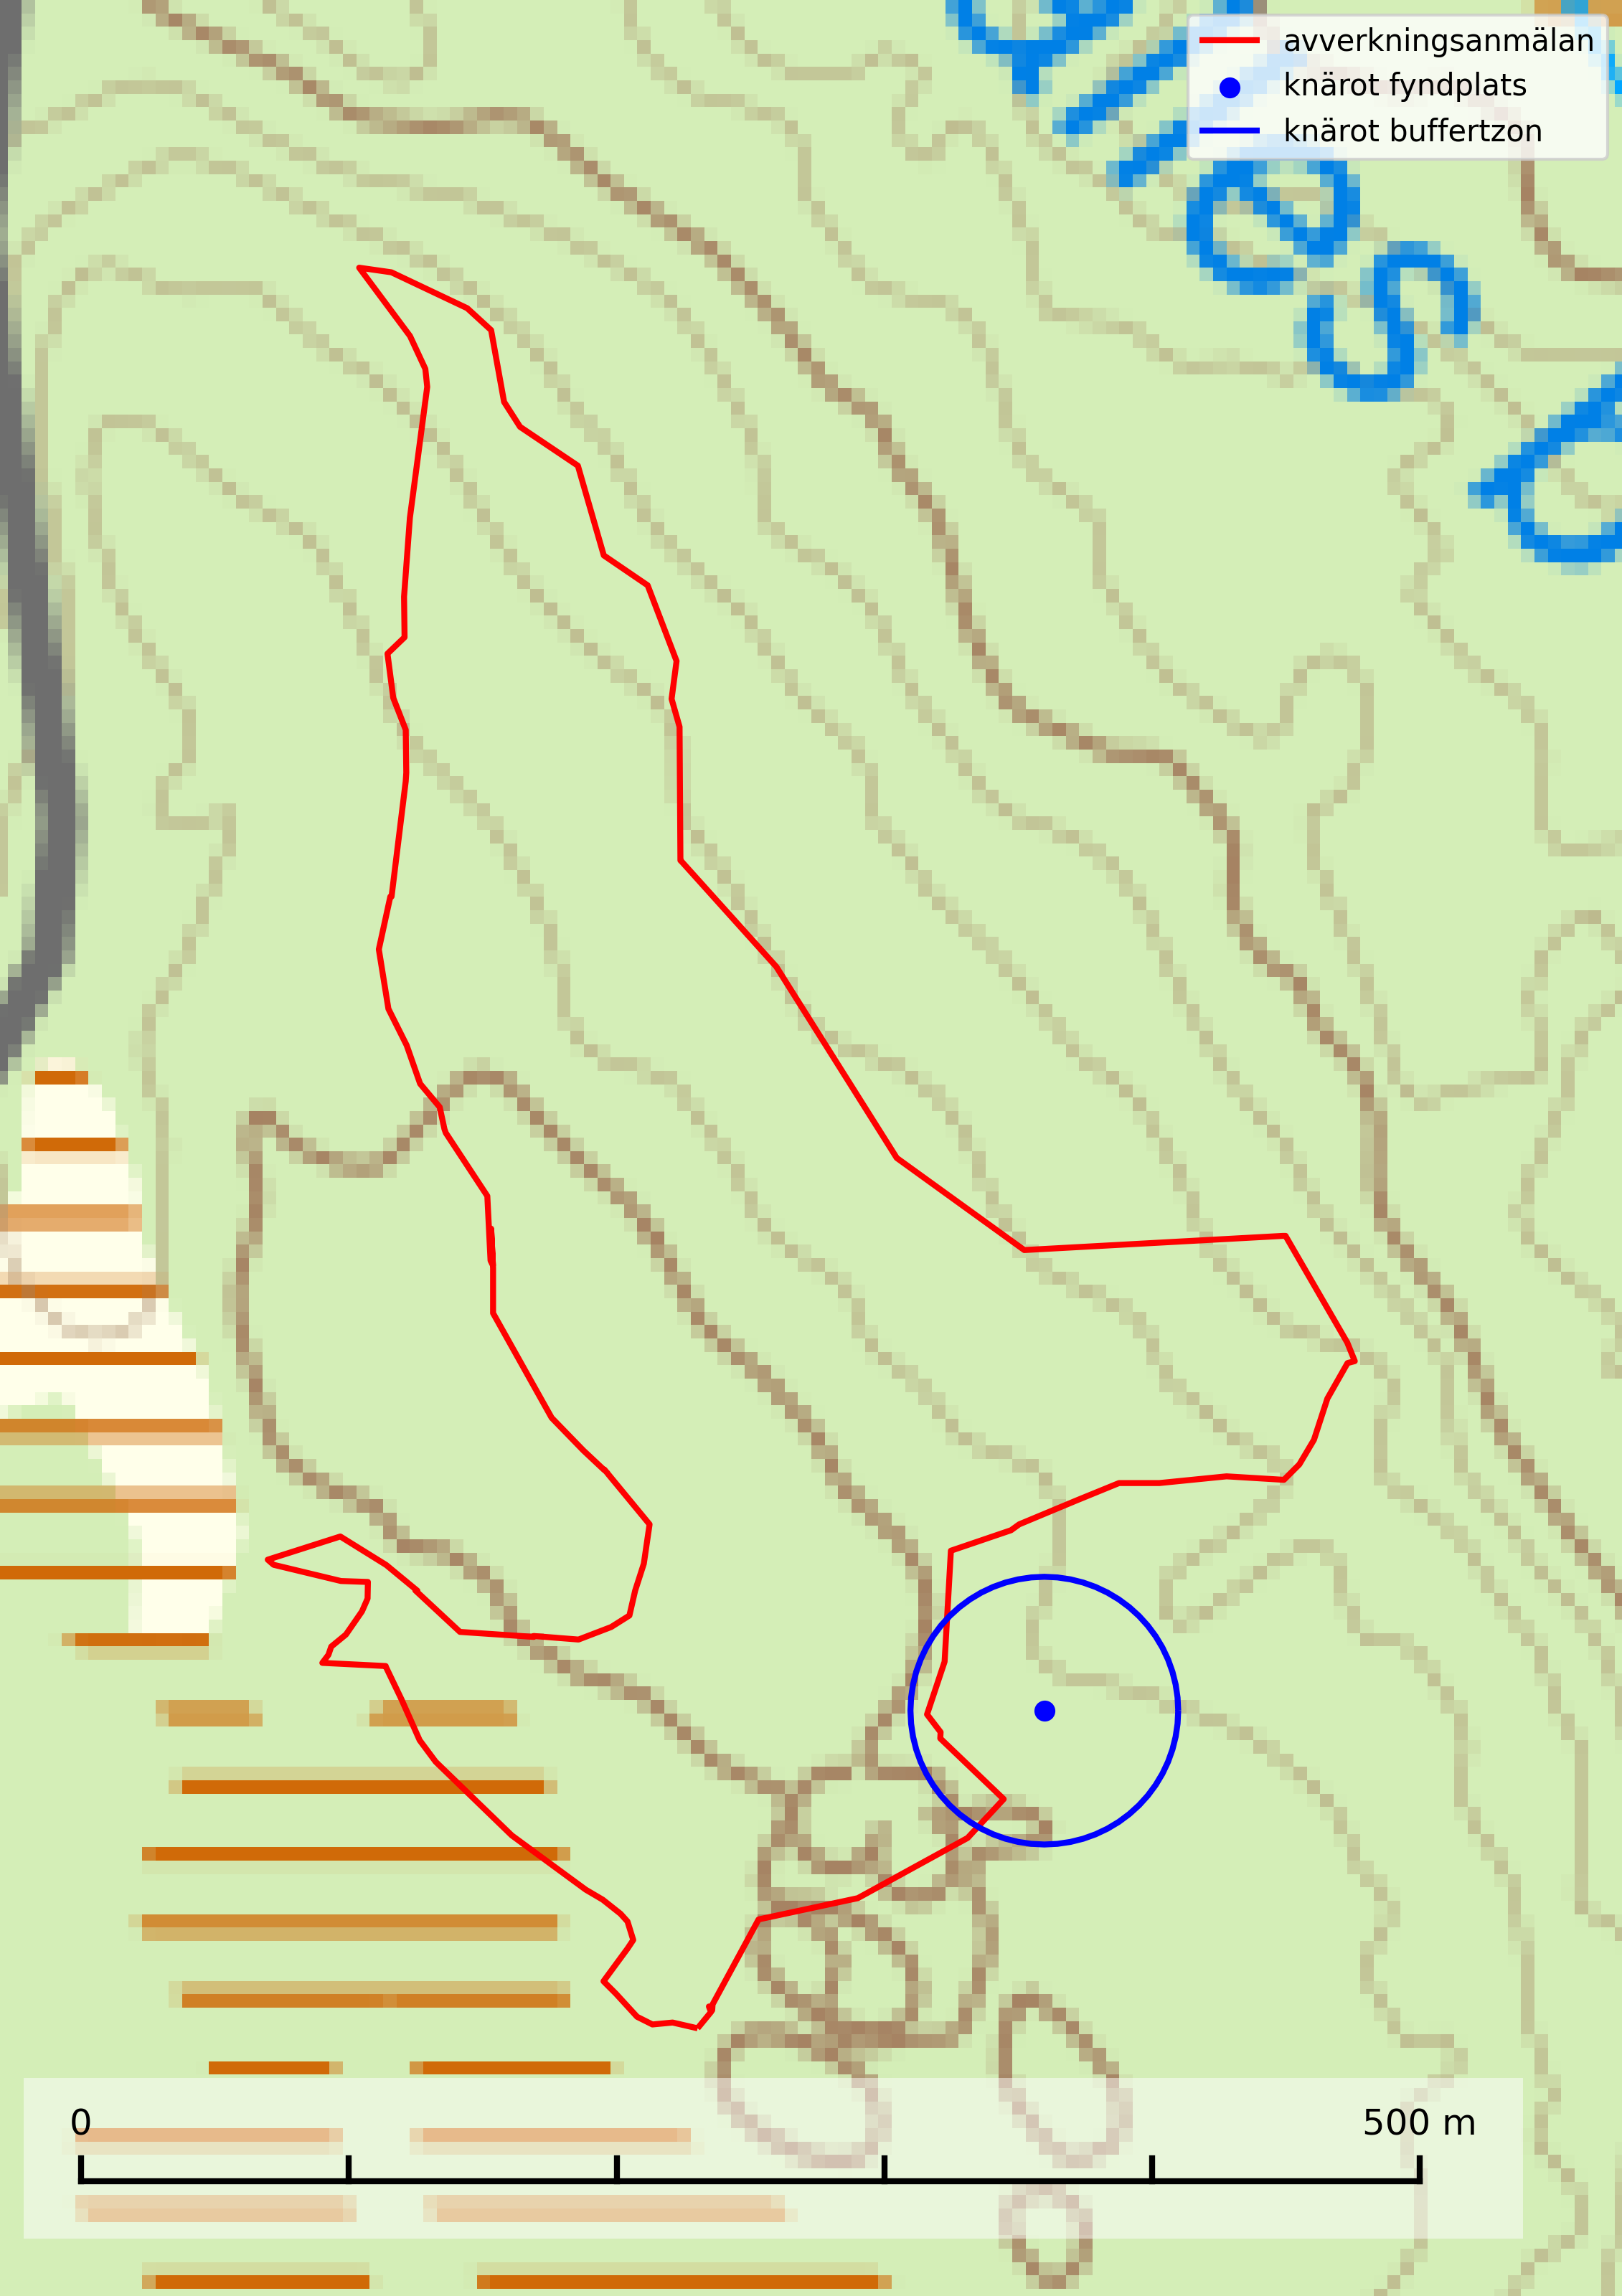 avverkningsanmälan
knärot fyndplats
knärot buffertzon
0 500 m